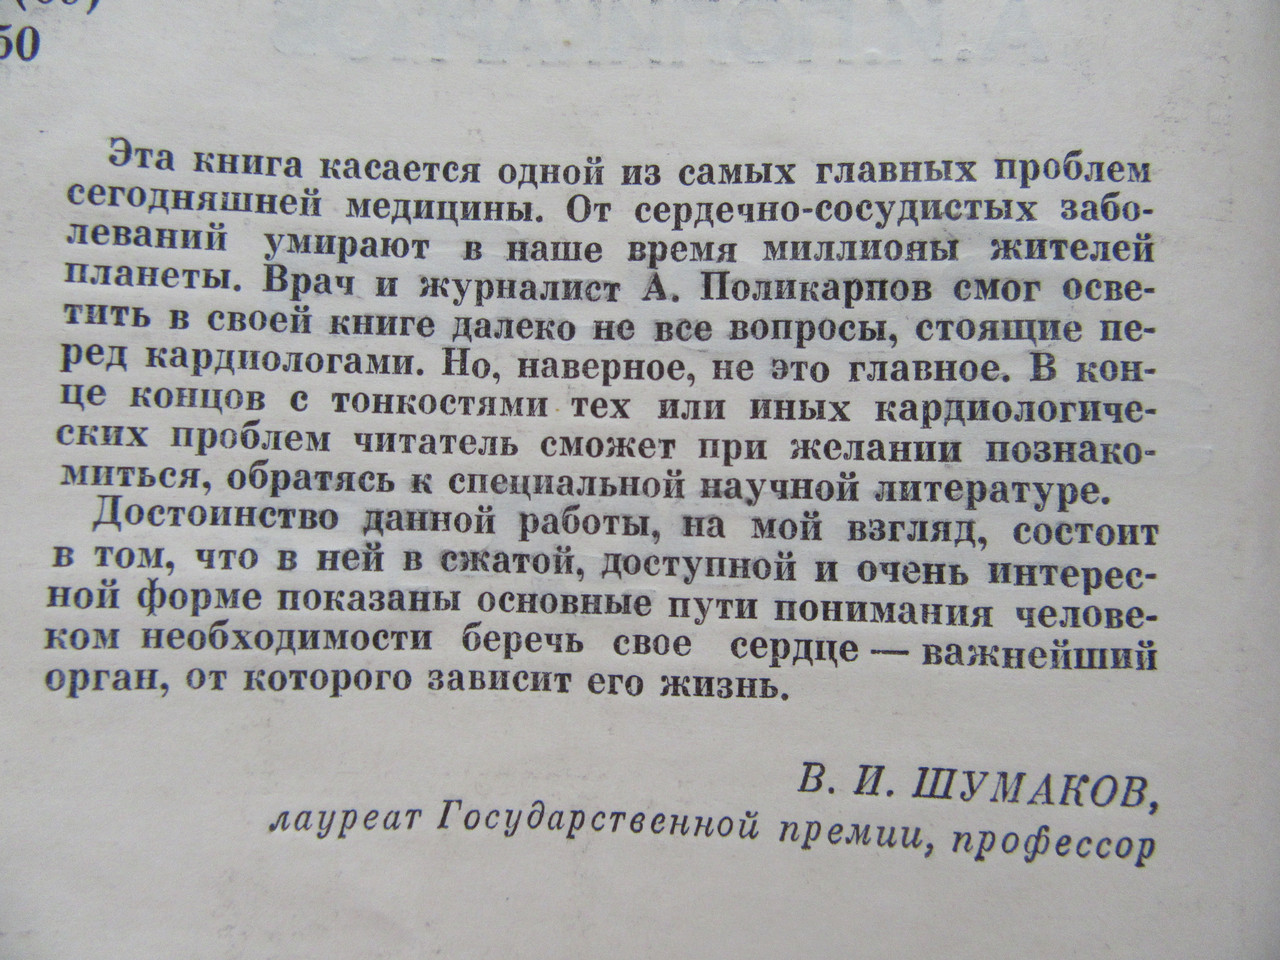 50
Эта книга касается одной из самых главных проблем
сегодняшней медицины. От сердечно-сосудистых забо-
леваний умирают в наше время миллионы жителей
планеты. Врач и журналист А. Поликарпов смог осве-
тить в своей книге далеко не все вопросы, стоящие пе-
ред кардиологами. Но, наверное, не это главное. В кон-
це концов с тонкостями тех или иных кардиологиче-
ских проблем читатель сможет при желании познако-
миться, обратясь к специальной научной литературе.
Достоинство данной работы, на мой взгляд, состоит
в том, что в ней в сжатой, доступной и очень интерес-
ной форме показаны основные пути понимания челове-
ком необходимости беречь свое сердце — важнейший
орган, от которого зависит его жизнь.
В. И. ШУМАКОВ,
лауреат Государственной премии, профессор